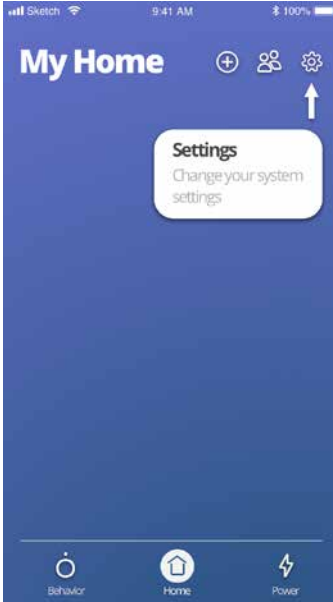 Sketch 9:41 AM 100%
My Home
Settings
Change your system
settings
Behavior Home Power